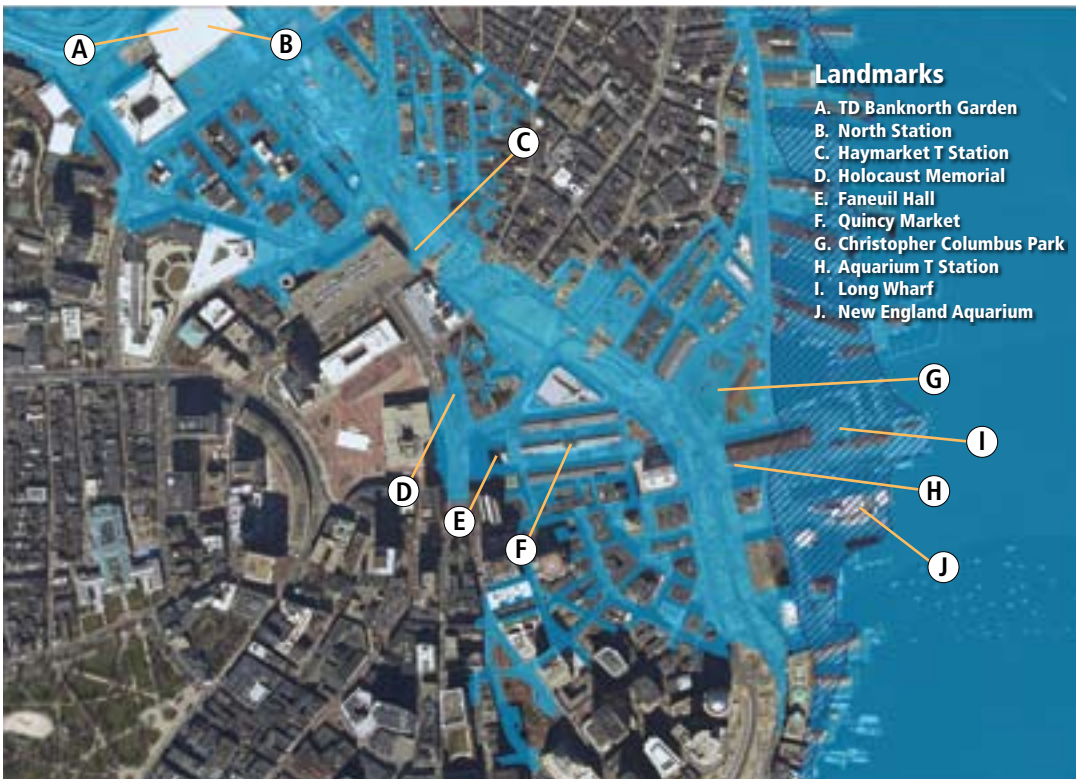 A
B
C
Landmarks
A. TD Banknorth Garden
B. North Station
C. Haymarket T Station
D. Holocaust Memorial
E. Faneuil Hall
F. Quincy Market
G. Christopher Columbus Park
H. Aquarium T Station
I. Long Wharf
J. New England Aquarium
G
I
D
H
E
F
J